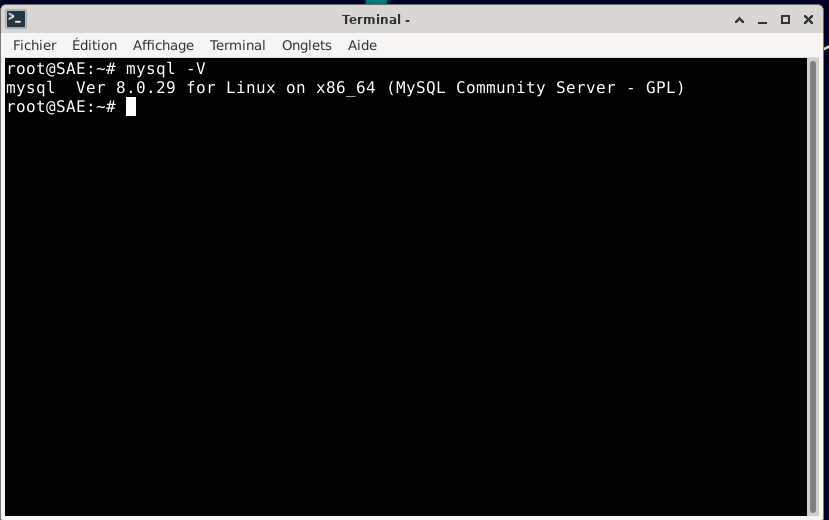 Terminal -
Fichier Édition Affichage Terminal Onglets Aide
root@SAE:~# mysql -V
mysql  Ver 8.0.29 for Linux on x86_64 (MySQL Community Server - GPL)
root@SAE:~#